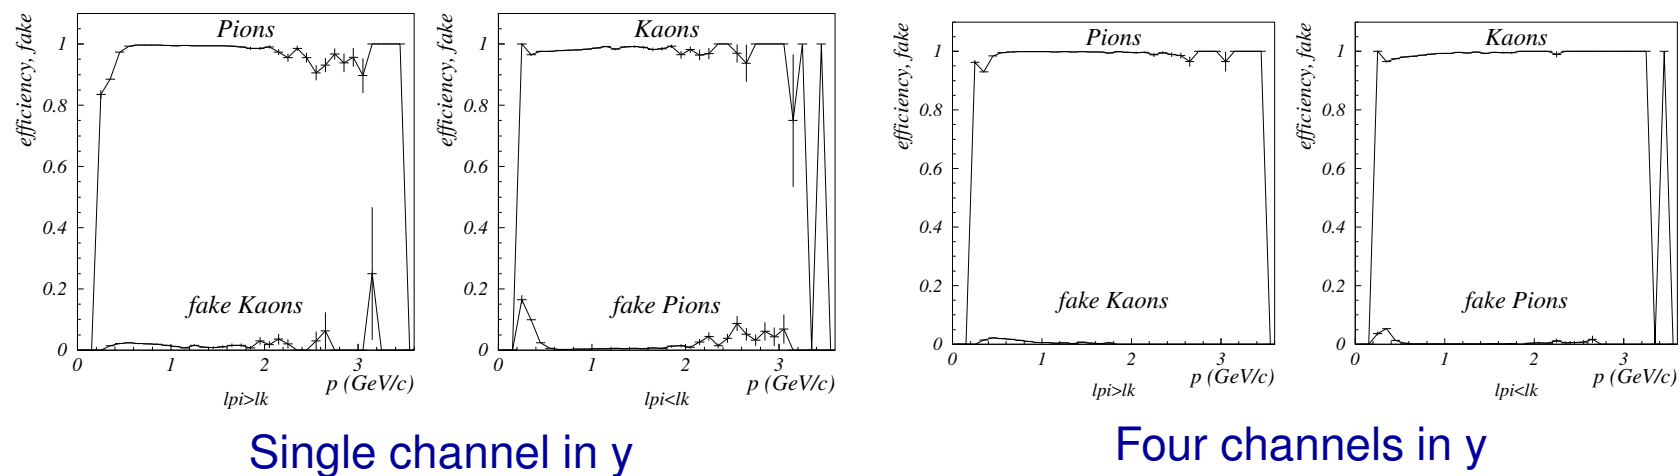 efficiency, fake
1
0.8
0.6
0.4
0.2
0
Pions
fake Kaons
0
1
2
3
p (GeV/c)
lpi>lk
efficiency, fake
1
0.8
0.6
0.4
0.2
0
Kaons
fake Pions
0
1
2
3
p (GeV/c)
lpi<lk
Single channel in y
efficiency, fake
1
0.8
0.6
0.4
0.2
0
Pions
fake Kaons
0
1
2
3
p (GeV/c)
lpi>lk
efficiency, fake
1
0.8
0.6
0.4
0.2
0
Kaons
fake Pions
0
1
2
3
p (GeV/c)
lpi<lk
Four channels in y